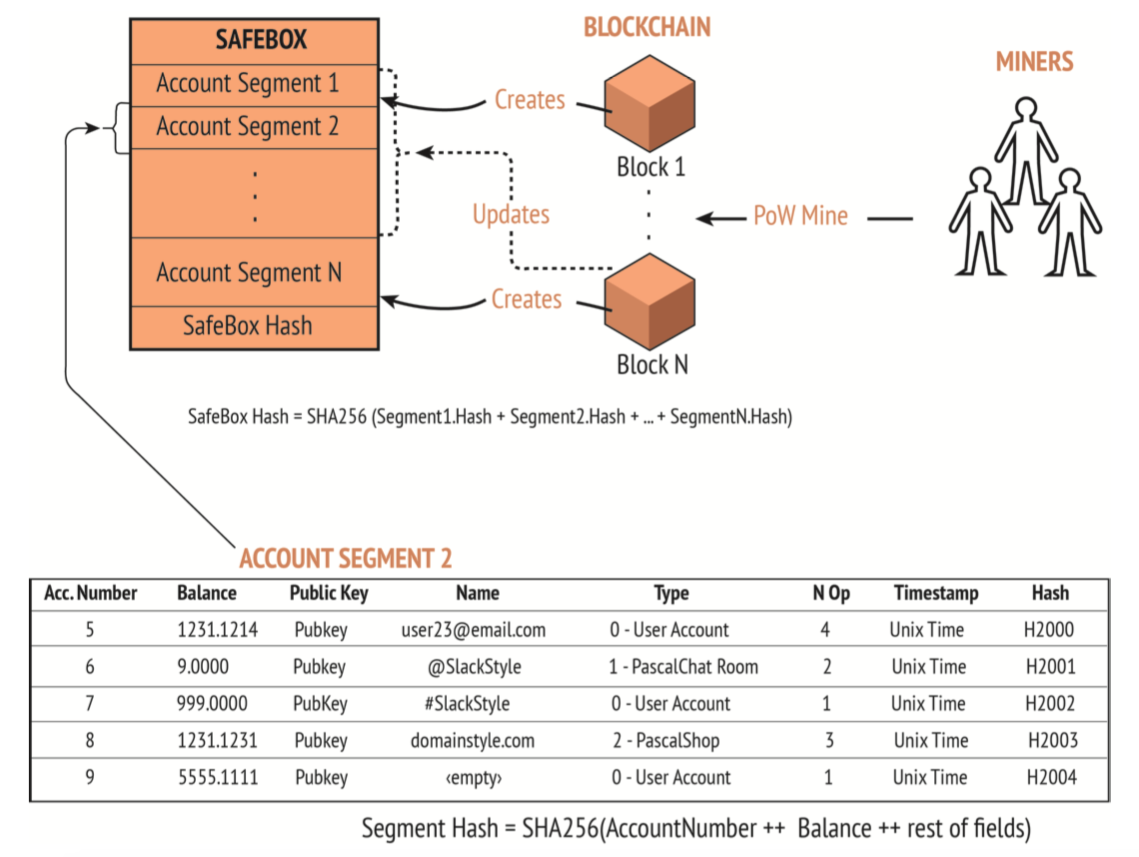 SAFEBOX
Account Segment 1
Account Segment 2
.
.
.
Account Segment N
SafeBox Hash
BLOCKCHAIN
Creates
Block 1
.
.
.
Updates
Creates
Block N
MINERS
PoW Mine
SafeBox Hash = SHA256 (Segment1.Hash + Segment2.Hash + ... + SegmentN.Hash)
ACCOUNT SEGMENT 2
Acc. Number Balance Public Key Name Type N Op Timestamp Hash
5 1231.1214 Pubkey user23@email.com 0 - User Account 4 Unix Time H2000
6 9.0000 Pubkey @SlackStyle 1 - PascalChat Room 2 Unix Time H2001
7 999.0000 PubKey #SlackStyle 0 - User Account 1 Unix Time H2002
8 1231.1231 Pubkey domainstyle.com 2 - PascalShop 3 Unix Time H2003
9 5555.1111 Pubkey ‹empty› 0 - User Account 1 Unix Time H2004
Segment Hash = SHA256(AccountNumber ++ Balance ++ rest of fields)